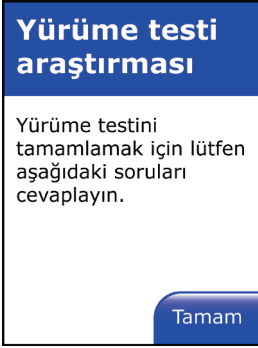 Yürüme testi
araştırması
Yürüme testini
tamamlamak için lütfen
aşağıdaki soruları
cevaplayın.
Tamam